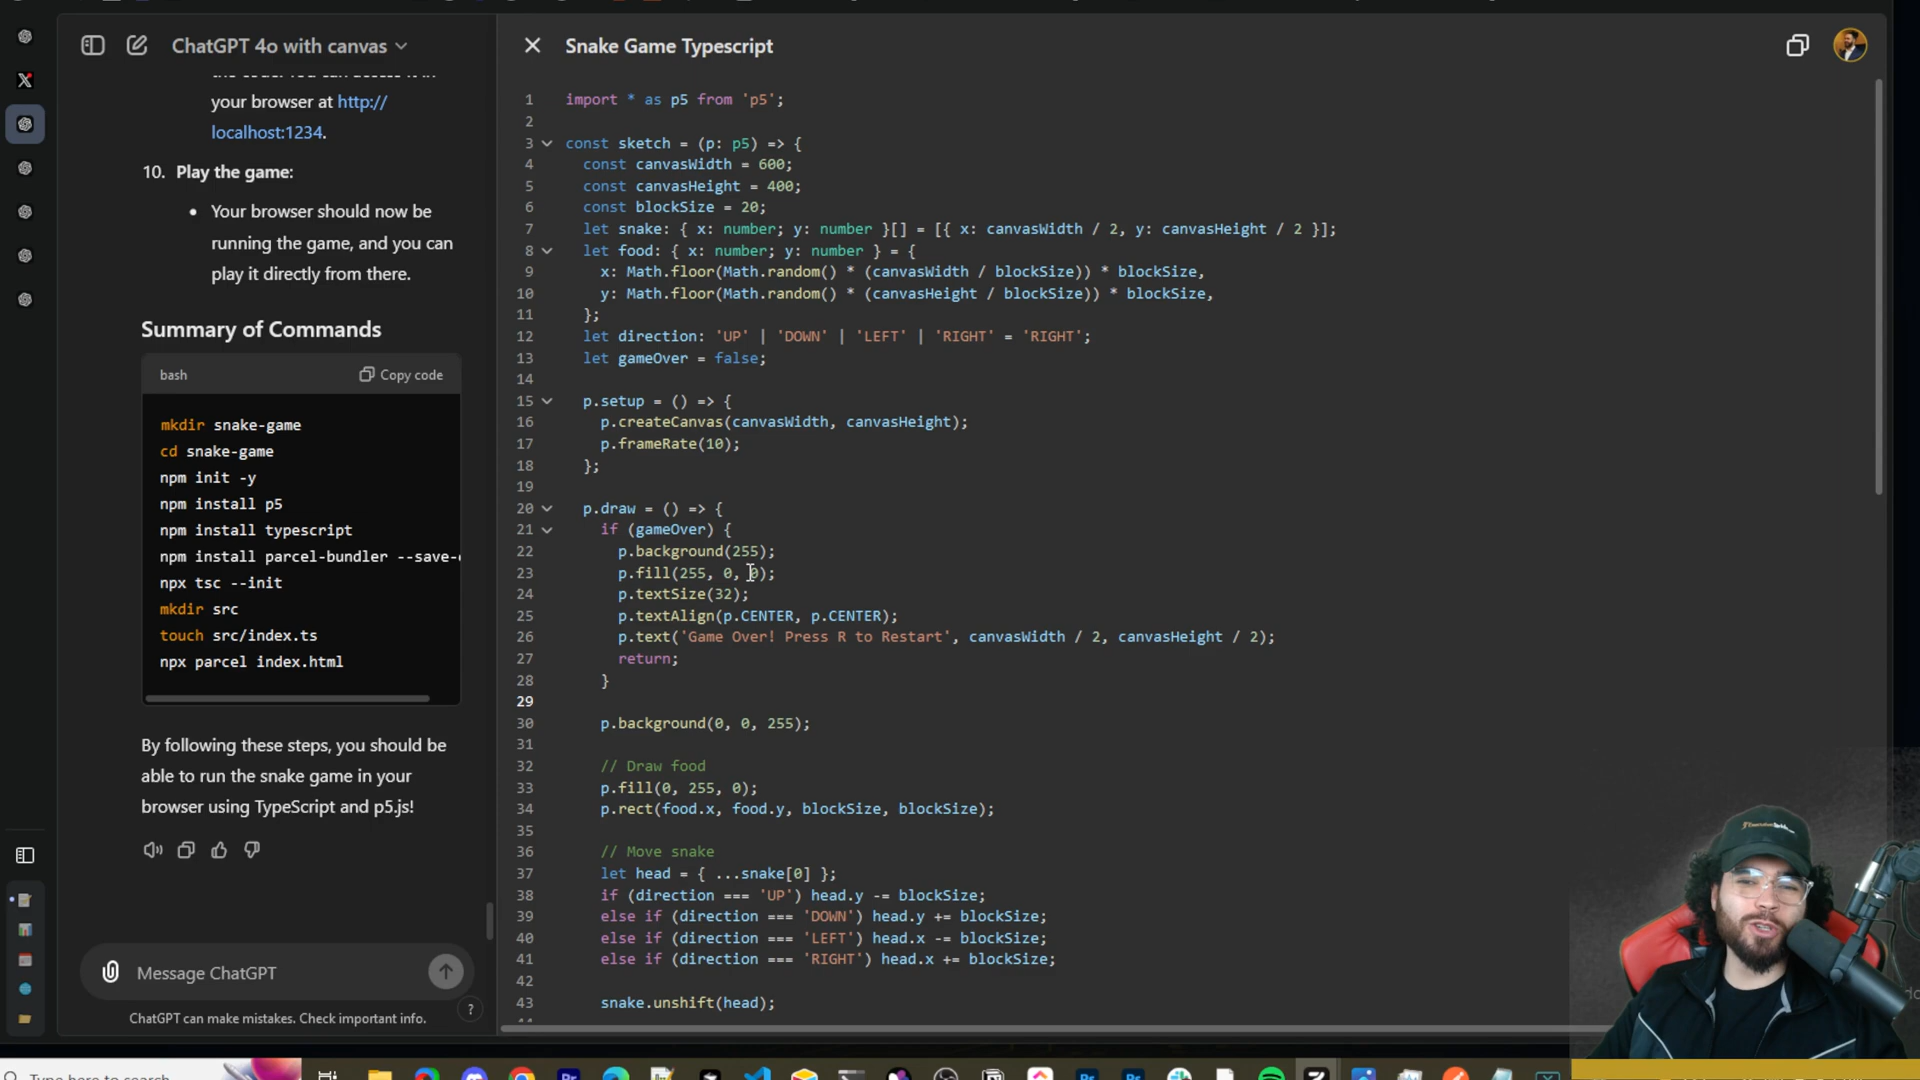 ChatGPT 4o with canvas
your browser at http://
localhost:1234.
10. Play the game:
• Your browser should now be
running the game, and you can
play it directly from there.
Summary of Commands
bash
Copy code
mkdir snake-game
cd snake-game
npm init -y
npm install p5
npm install typescript
npm install parcel-bundler --save-
npx tsc --init
mkdir src
touch src/index.ts
npx parcel index.html
By following these steps, you should be
able to run the snake game in your
browser using TypeScript and p5.js!
Message ChatGPT
?
ChatGPT can make mistakes. Check important info.
Snake Game Typescript
1 import * as p5 from 'p5';
2
3 const sketch = (p: p5) => {
4 const canvasWidth = 600;
5 const canvasHeight = 400;
6 const blockSize = 20;
7 let snake: { x: number; y: number }[] = [{ x: canvasWidth / 2, y: canvasHeight / 2 }];
8 let food: { x: number; y: number } = {
9 x: Math.floor(Math.random() * (canvasWidth / blockSize)) * blockSize,
10 y: Math.floor(Math.random() * (canvasHeight / blockSize)) * blockSize,
11 };
12 let direction: 'UP' | 'DOWN' | 'LEFT' | 'RIGHT' = 'RIGHT';
13 let gameOver = false;
14
15 p.setup = () => {
16 p.createCanvas(canvasWidth, canvasHeight);
17 p.frameRate(10);
18 };
19
20 p.draw = () => {
21 if (gameOver) {
22 p.background(255);
23 p.fill(255, 0, 0);
24 p.textSize(32);
25 p.textAlign(p.CENTER, p.CENTER);
26 p.text('Game Over! Press R to Restart', canvasWidth / 2, canvasHeight / 2);
27 return;
28 }
29
30 p.background(0, 0, 255);
31
32 // Draw food
33 p.fill(0, 255, 0);
34 p.rect(food.x, food.y, blockSize, blockSize);
35
36 // Move snake
37 let head = { ...snake[0] };
38 if (direction === 'UP') head.y -= blockSize;
39 else if (direction === 'DOWN') head.y += blockSize;
40 else if (direction === 'LEFT') head.x -= blockSize;
41 else if (direction === 'RIGHT') head.x += blockSize;
42
43 snake.unshift(head);
Type here to search